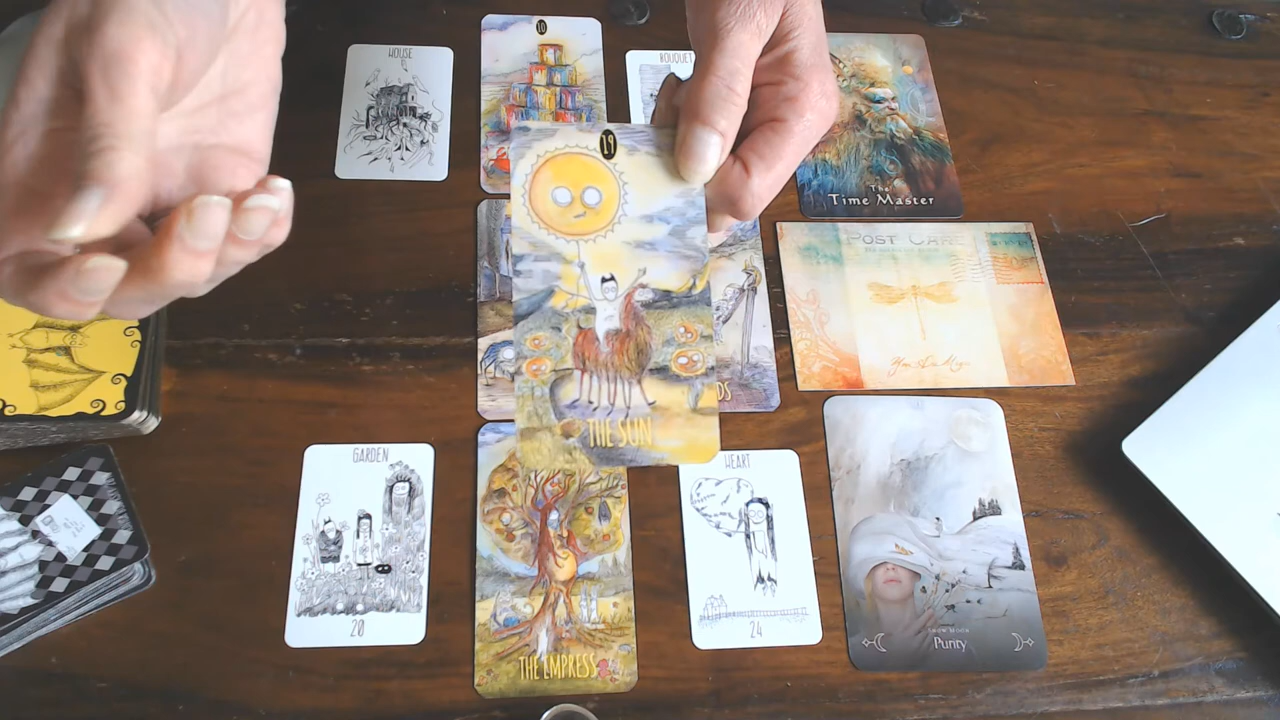 HOUSE
10
BOUQUET
The
Time Master
19
THE SUN
POST CARD
DS
GARDEN
20
THE EMPRESS
HEART
24
Purity